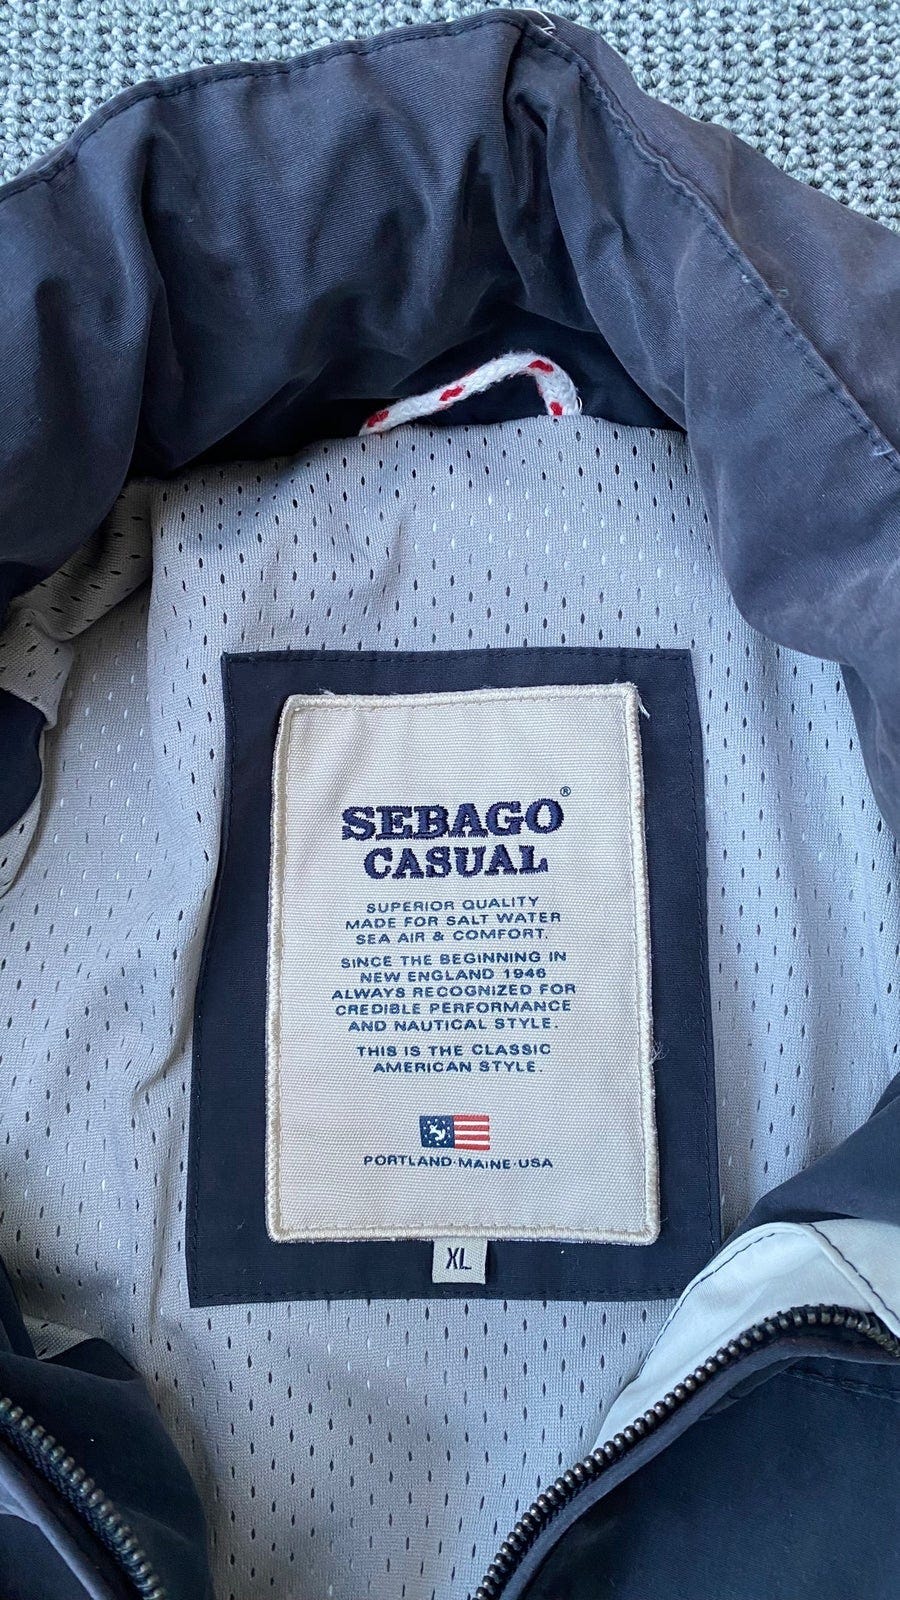 SEBAGO®
CASUAL
SUPERIOR QUALITY
MADE FOR SALT WATER
SEA AIR & COMFORT.
SINCE THE BEGINNING IN
NEW ENGLAND 1946
ALWAYS RECOGNIZED FOR
CREDIBLE PERFORMANCE
AND NAUTICAL STYLE.
THIS IS THE CLASSIC
AMERICAN STYLE.
PORTLAND·MAINE·USA
XL